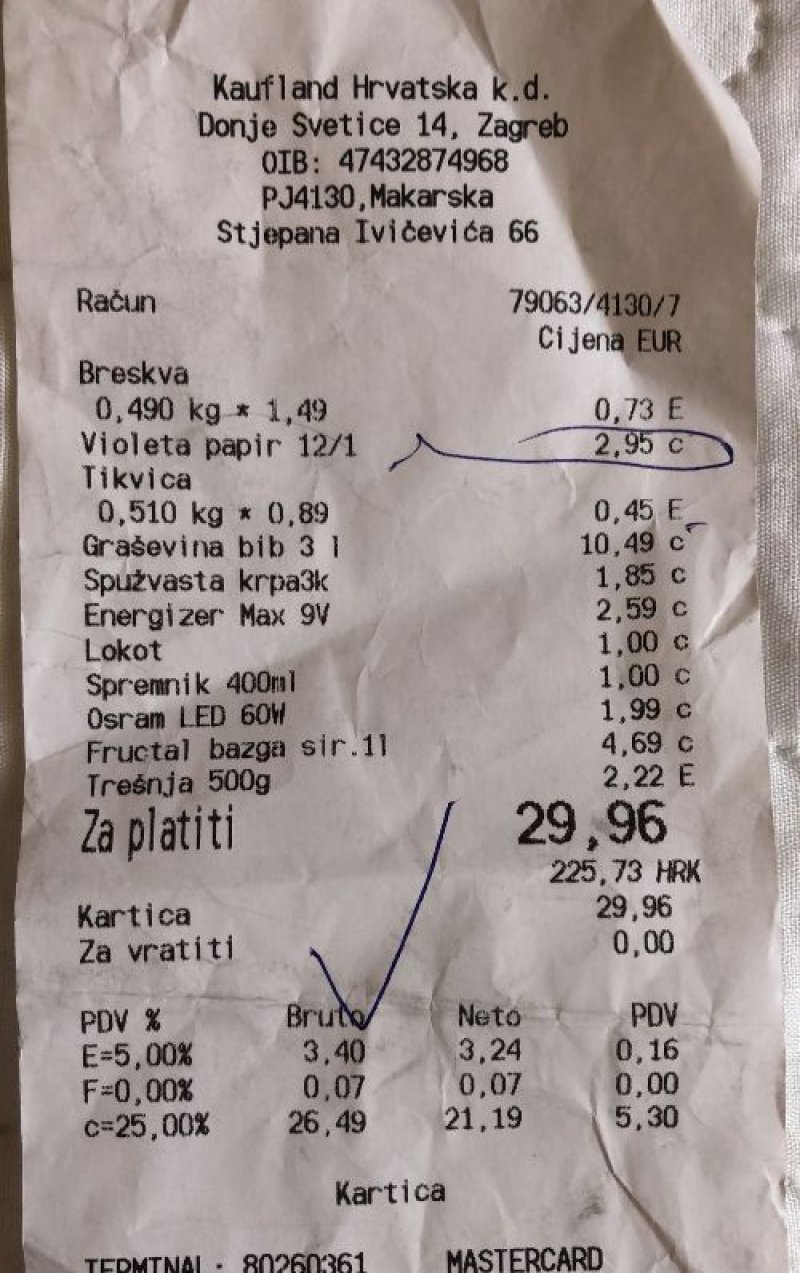 Kaufland Hrvatska k.d.
Donje Svetice 14, Zagreb
OIB: 47432874968
PJ4130,Makarska
Stjepana Ivičevića 66
Račun 79063/4130/7
Cijena EUR
Breskva
0,490 kg * 1,49 0,73 E
Violeta papir 12/1 2,95 c
Tikvica
0,510 kg * 0,89 0,45 E
Graševina bib 3 l 10,49 c
Spužvasta krpa3k 1,85 c
Energizer Max 9V 2,59 c
Lokot 1,00 c
Spremnik 400ml 1,00 c
Osram LED 60W 1,99 c
Fructal bazga sir.1l 4,69 c
Trešnja 500g 2,22 E
Za platiti 29,96
225,73 HRK
Kartica 29,96
Za vratiti 0,00
PDV % Bruto Neto PDV
E=5,00% 3,40 3,24 0,16
F=0,00% 0,07 0,07 0,00
c=25,00% 26,49 21,19 5,30
Kartica
TERMINAL: 80260361 MASTERCARD